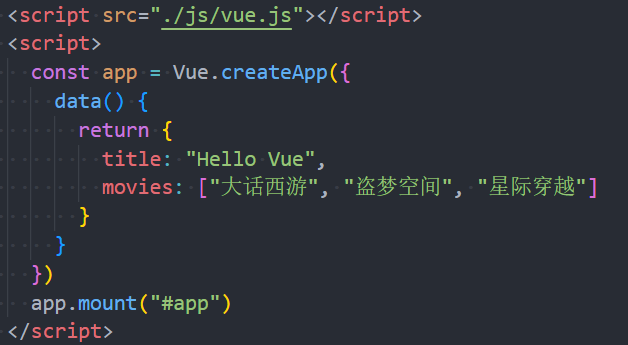 <script src="./js/vue.js"></script>
<script>
const app = Vue.createApp({
data() {
return {
title: "Hello Vue",
movies: ["大话西游", "盗梦空间", "星际穿越"]
}
}
})
app.mount("#app")
</script>